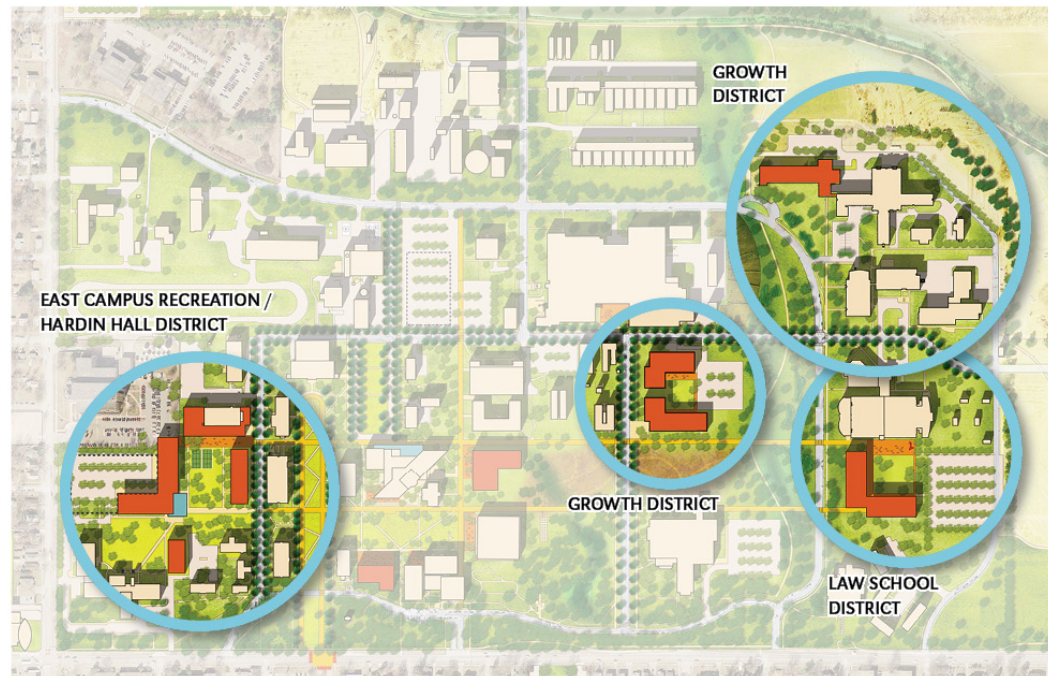 GROWTH
DISTRICT
EAST CAMPUS RECREATION /
HARDIN HALL DISTRICT
GROWTH DISTRICT
LAW SCHOOL
DISTRICT